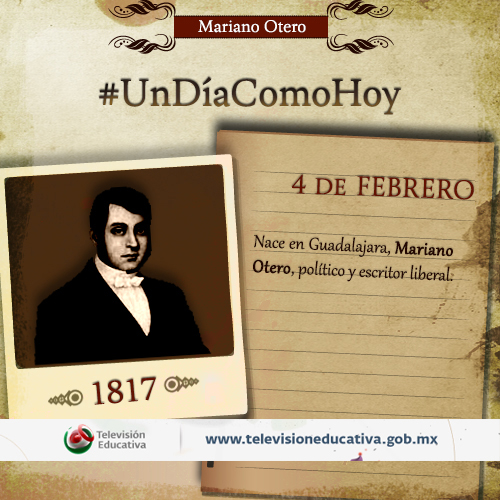 Mariano Otero
#UnDíaComoHoy
4 DE FEBRERO
Nace en Guadalajara, Mariano
Otero, político y escritor liberal.
1817
Televisión
Educativa
www.televisioneducativa.gob.mx